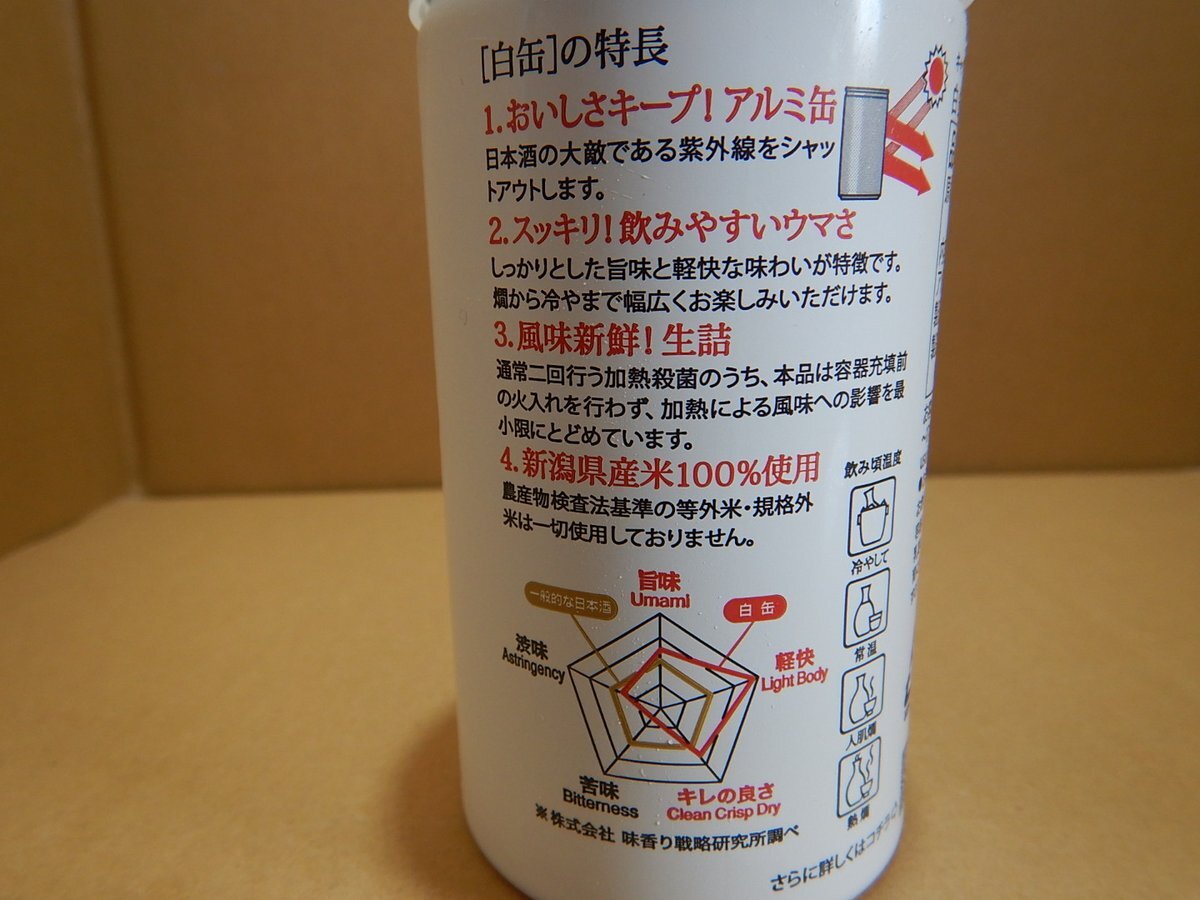 [白缶]の特長
1.おいしさキープ!アルミ缶
日本酒の大敵である紫外線をシャッ
トアウトします。
2.スッキリ!飲みやすいウマさ
しっかりとした旨味と軽快な味わいが特徴です。
燗から冷やまで幅広くお楽しみいただけます。
3.風味新鮮!生詰
通常二回行う加熱殺菌のうち、本品は容器充填前
の火入れを行わず、加熱による風味への影響を最
小限にとどめています。
4.新潟県産米100%使用
農産物検査法基準の等外米・規格外
米は一切使用しておりません。
飲み頃温度
冷やして
常温
人肌燗
熱燗
一般的な日本酒
旨味
Umami
白缶
渋味
Astringency
軽快
Light Body
苦味
Bitterness
キレの良さ
Clean Crisp Dry
※株式会社 味香り戦略研究所調べ
さらに詳しくはコチラ